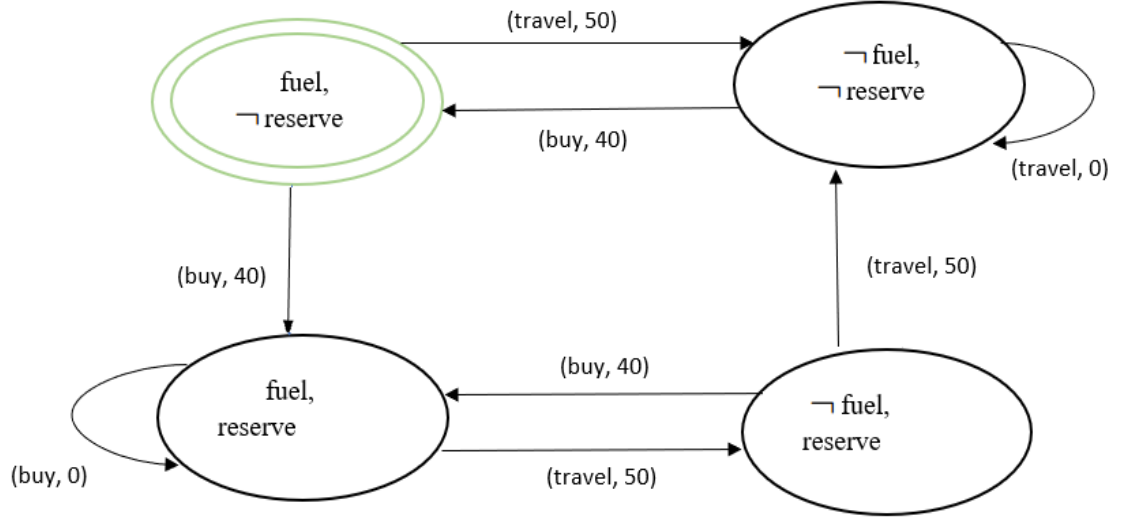 (travel, 50)
fuel,
¬ reserve
¬ fuel,
¬ reserve
(buy, 40)
(travel, 0)
(buy, 40)
(travel, 50)
fuel,
reserve
(buy, 40)
¬ fuel,
reserve
(buy, 0)
(travel, 50)